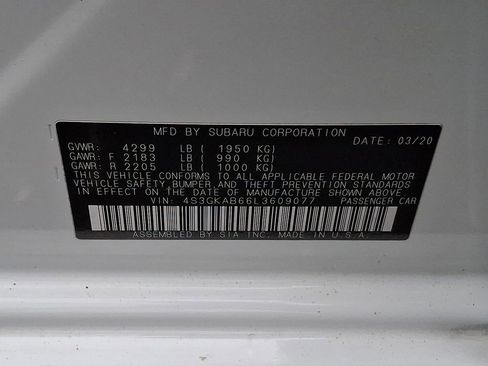 MFD BY SUBARU CORPORATION
GVWR: 4299 LB ( 1950 KG) DATE: 03/20
GAWR: F 2183 LB ( 990 KG)
GAWR: R 2205 LB ( 1000 KG)
THIS VEHICLE CONFORMS TO ALL APPLICABLE FEDERAL MOTOR
VEHICLE SAFETY, BUMPER, AND THEFT PREVENTION STANDARDS
IN EFFECT ON THE DATE OF MANUFACTURE SHOWN ABOVE.
VIN: 4S3GKAB66L3609077 PASSENGER CAR
ASSEMBLED BY SIA INC. MADE IN U.S.A.